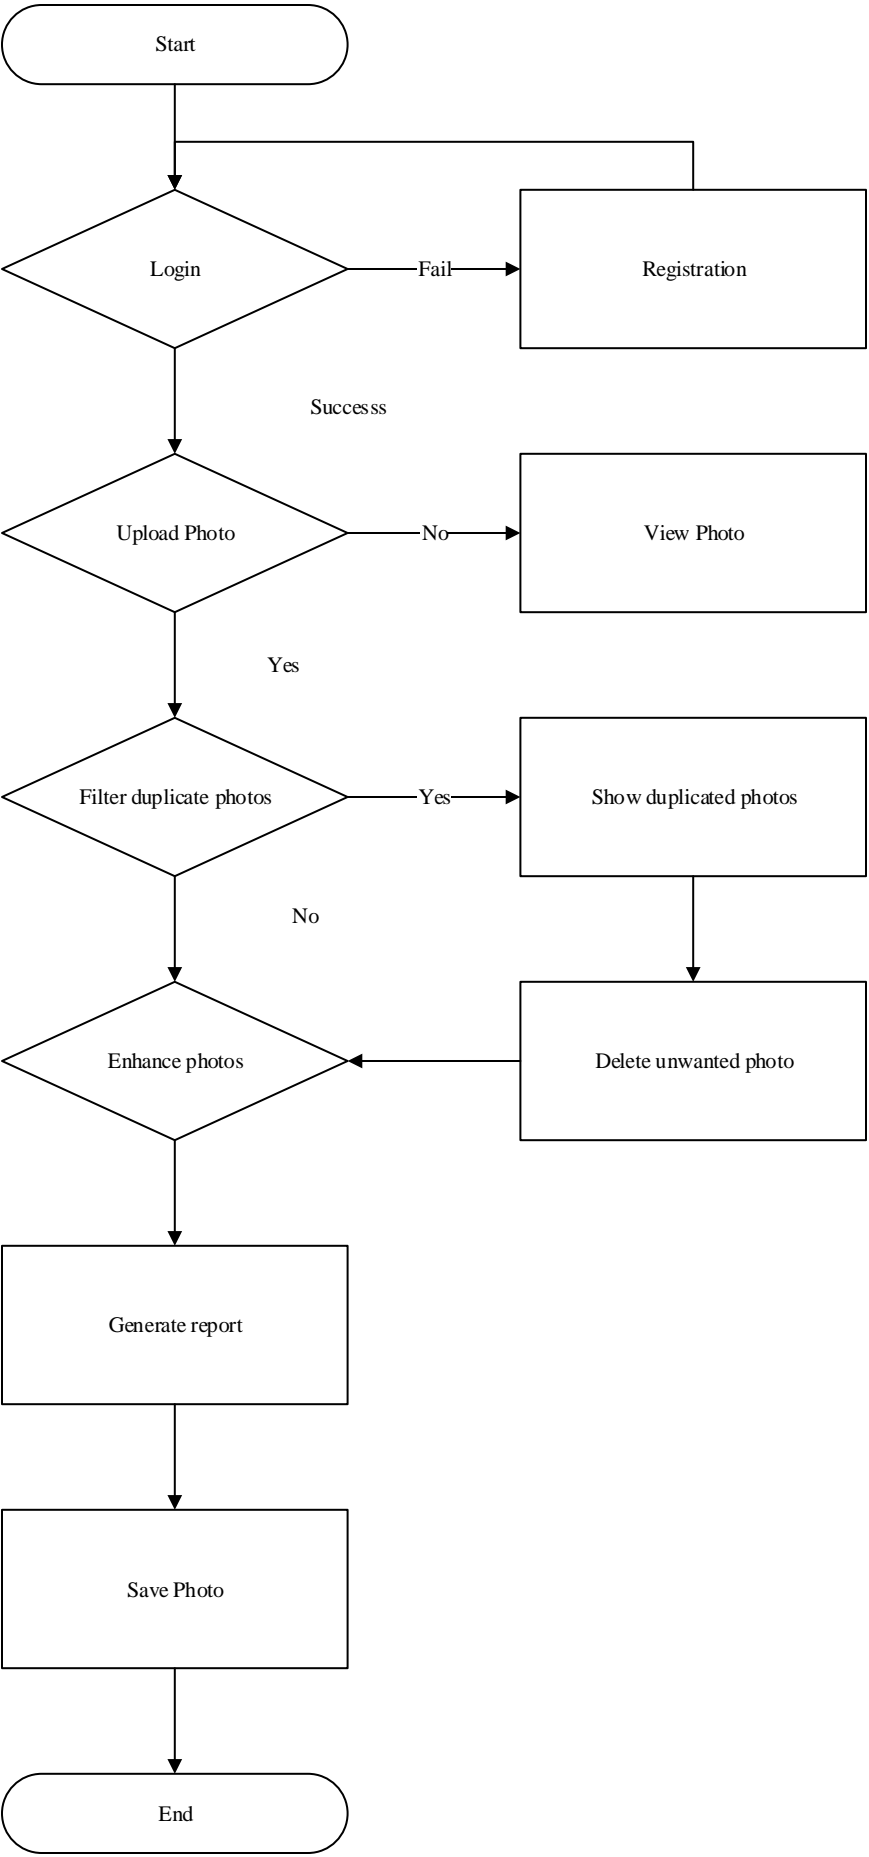 Start
Login
Fail
Registration
Successs
Upload Photo
No
View Photo
Yes
Filter duplicate photos
Yes
Show duplicated photos
No
Enhance photos
Delete unwanted photo
Generate report
Save Photo
End